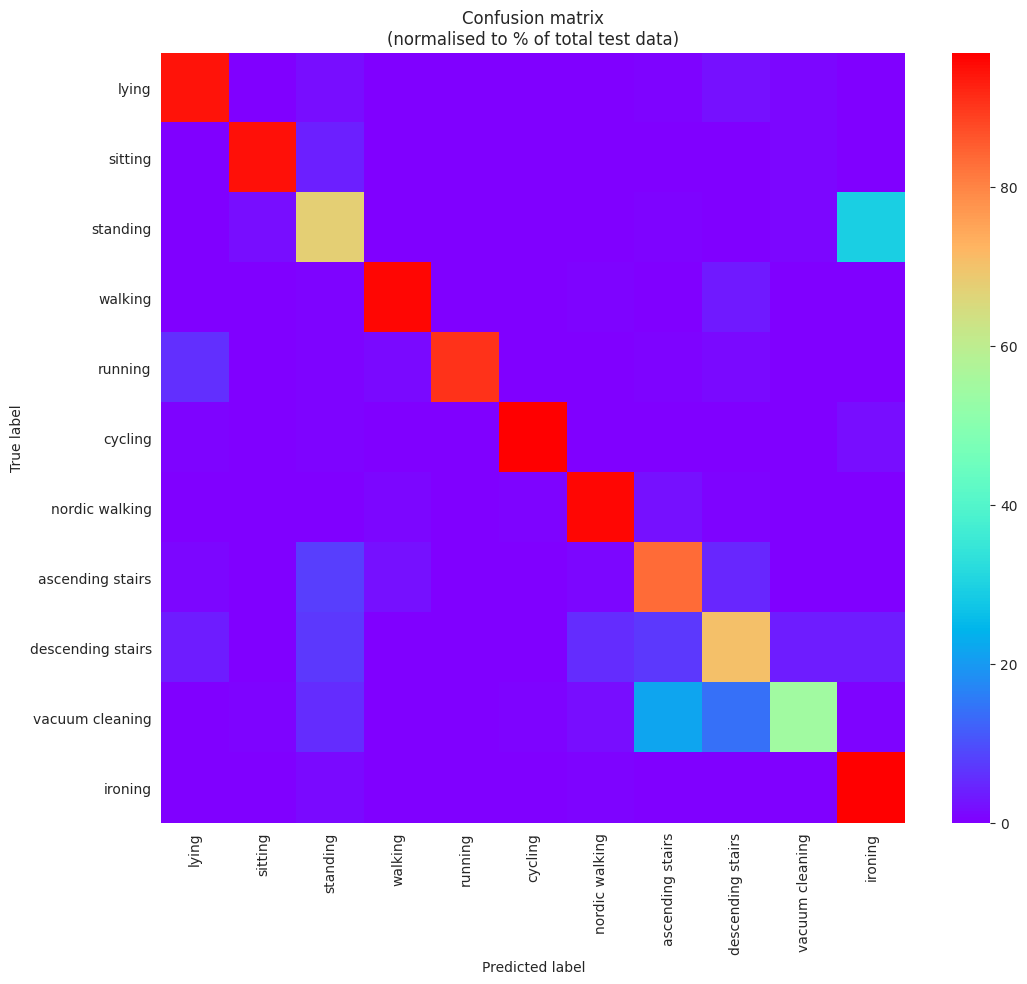 Confusion matrix
(normalised to % of total test data)
True label
lying
sitting
standing
walking
running
cycling
nordic walking
ascending stairs
descending stairs
vacuum cleaning
ironing
80
60
40
20
0
lying
sitting
standing
walking
running
cycling
nordic walking
ascending stairs
descending stairs
vacuum cleaning
ironing
Predicted label